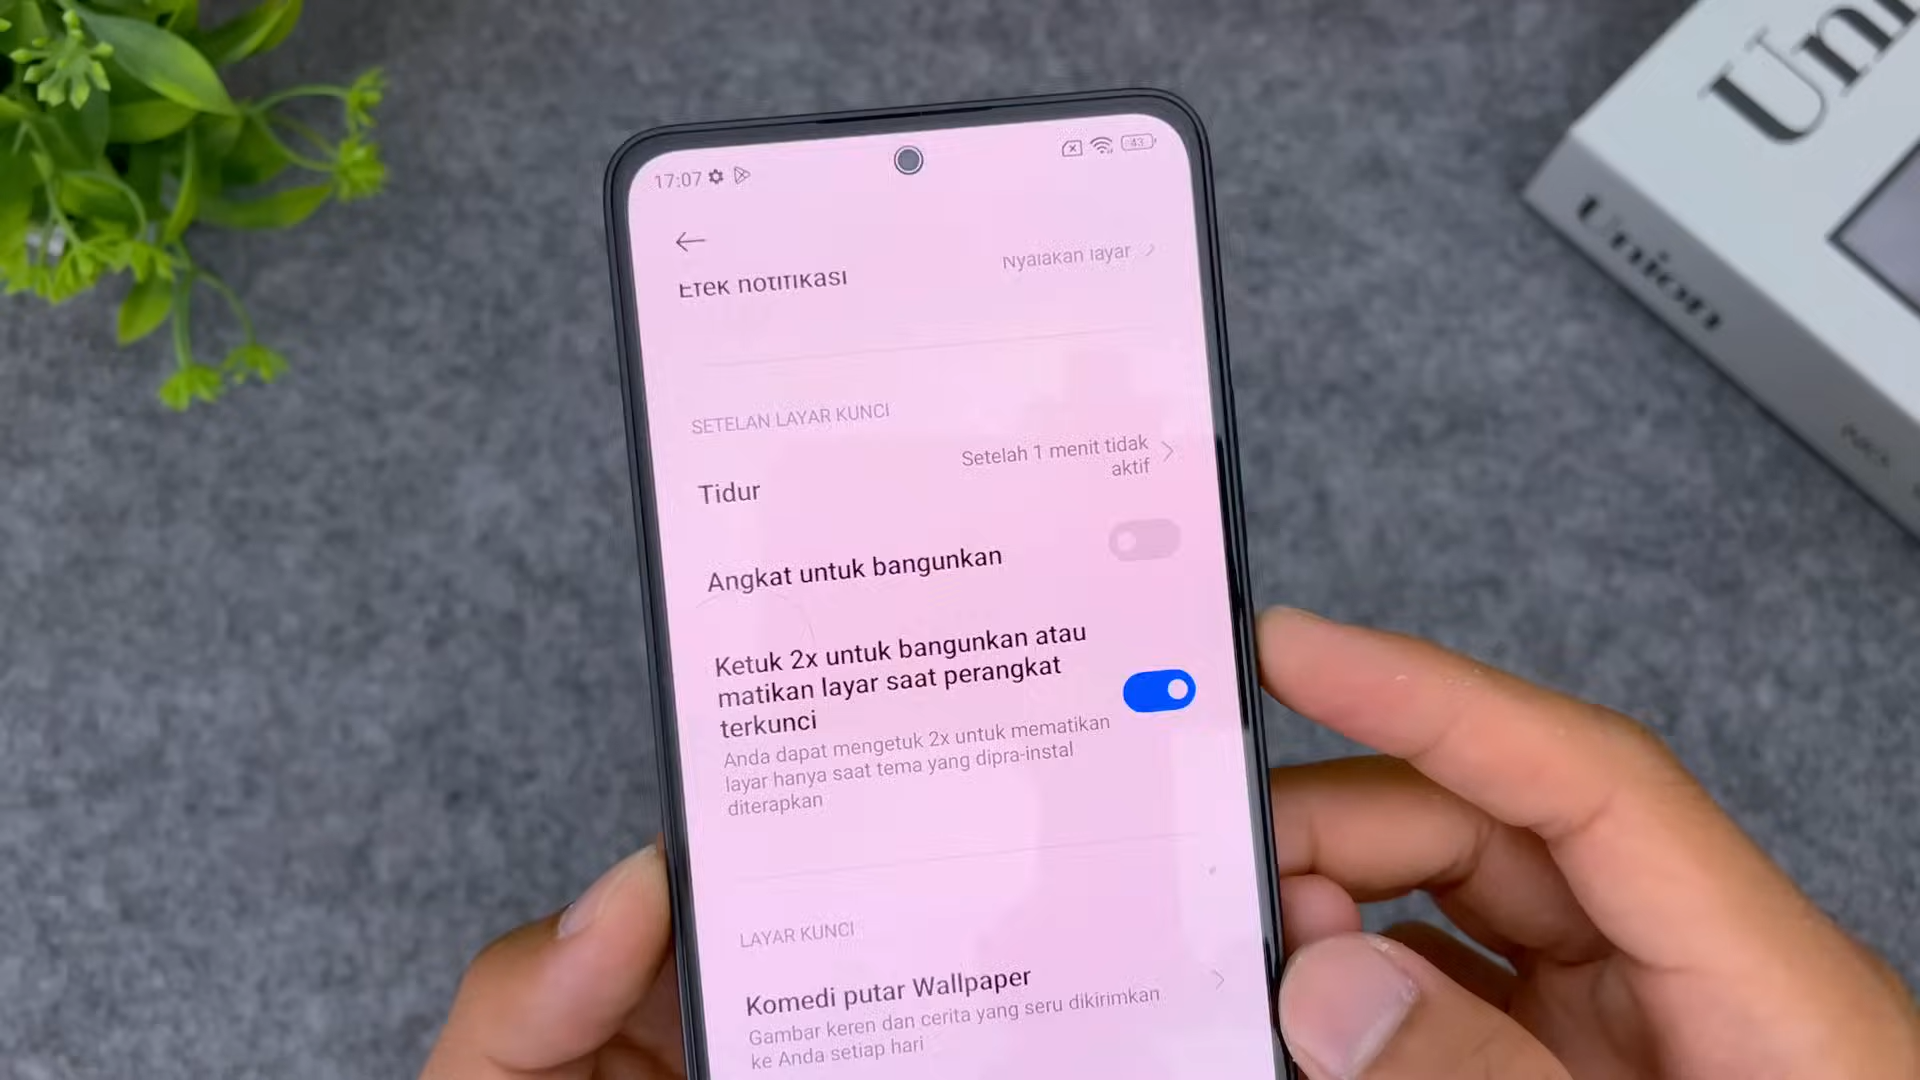 17:07
43
Efek notifikasi
Nyalakan layar
SETELAN LAYAR KUNCI
Tidur
Setelah 1 menit tidak
aktif
Angkat untuk bangunkan
Ketuk 2x untuk bangunkan atau
matikan layar saat perangkat
terkunci
Anda dapat mengetuk 2x untuk mematikan
layar hanya saat tema yang dipra-instal
diterapkan
LAYAR KUNCI
Komedi putar Wallpaper
Gambar keren dan cerita yang seru dikirimkan
ke Anda setiap hari
Union